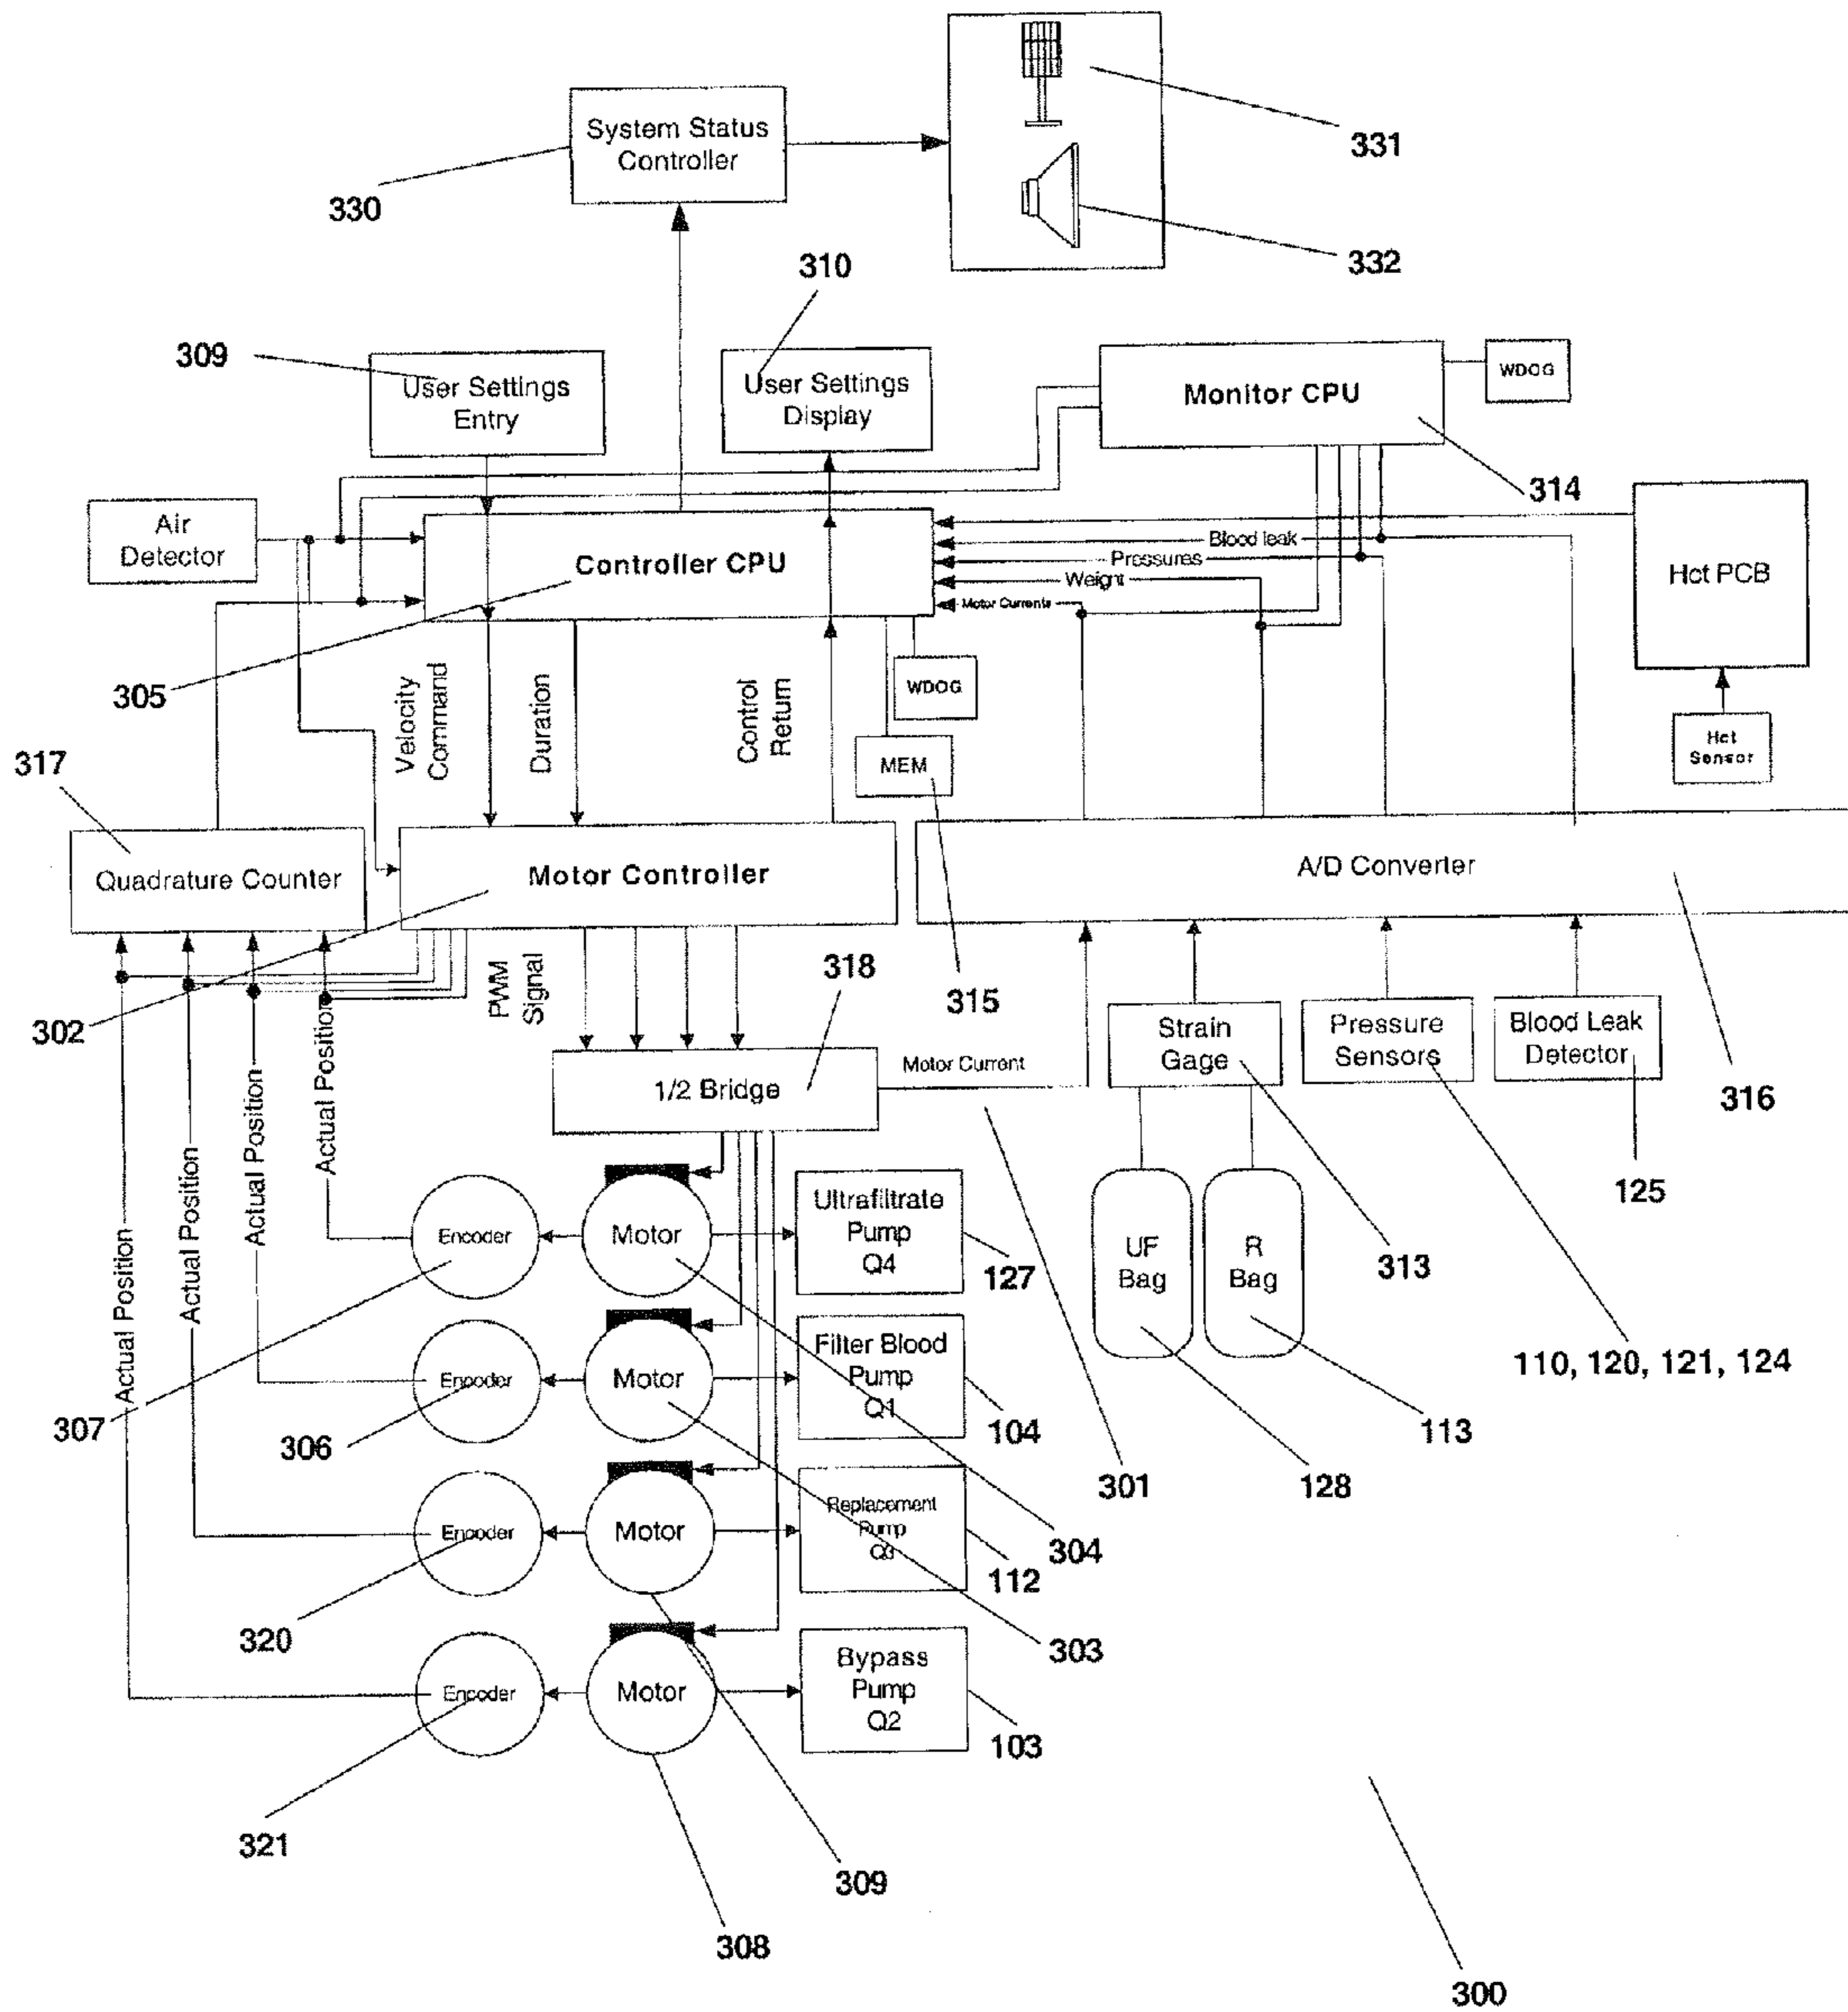 System Status
Controller
330
331
332
310
309
User Settings
Entry
User Settings
Display
Monitor CPU
WDOG
314
Air
Detector
Controller CPU
Blood leak
Pressures
Weight
Motor Currents
Hct PCB
305
Velocity
Command
Duration
Control
Return
WDOG
MEM
Hct
Sensor
317
Quadrature Counter
Motor Controller
A/D Converter
302
PWM
Signal
318
315
Strain
Gage
Pressure
Sensors
Blood Leak
Detector
316
1/2 Bridge
Motor Current
125
Actual Position
Actual Position
Actual Position
Actual Position
Encoder
Motor
Ultrafiltrate
Pump
Q4
127
UF
Bag
R
Bag
313
307
306
Encoder
Motor
Filter Blood
Pump
Q1
104
301
128
113
110, 120, 121, 124
Encoder
Motor
Replacement
Pump
Q3
112
304
320
303
Encoder
Motor
Bypass
Pump
Q2
103
321
309
308
300